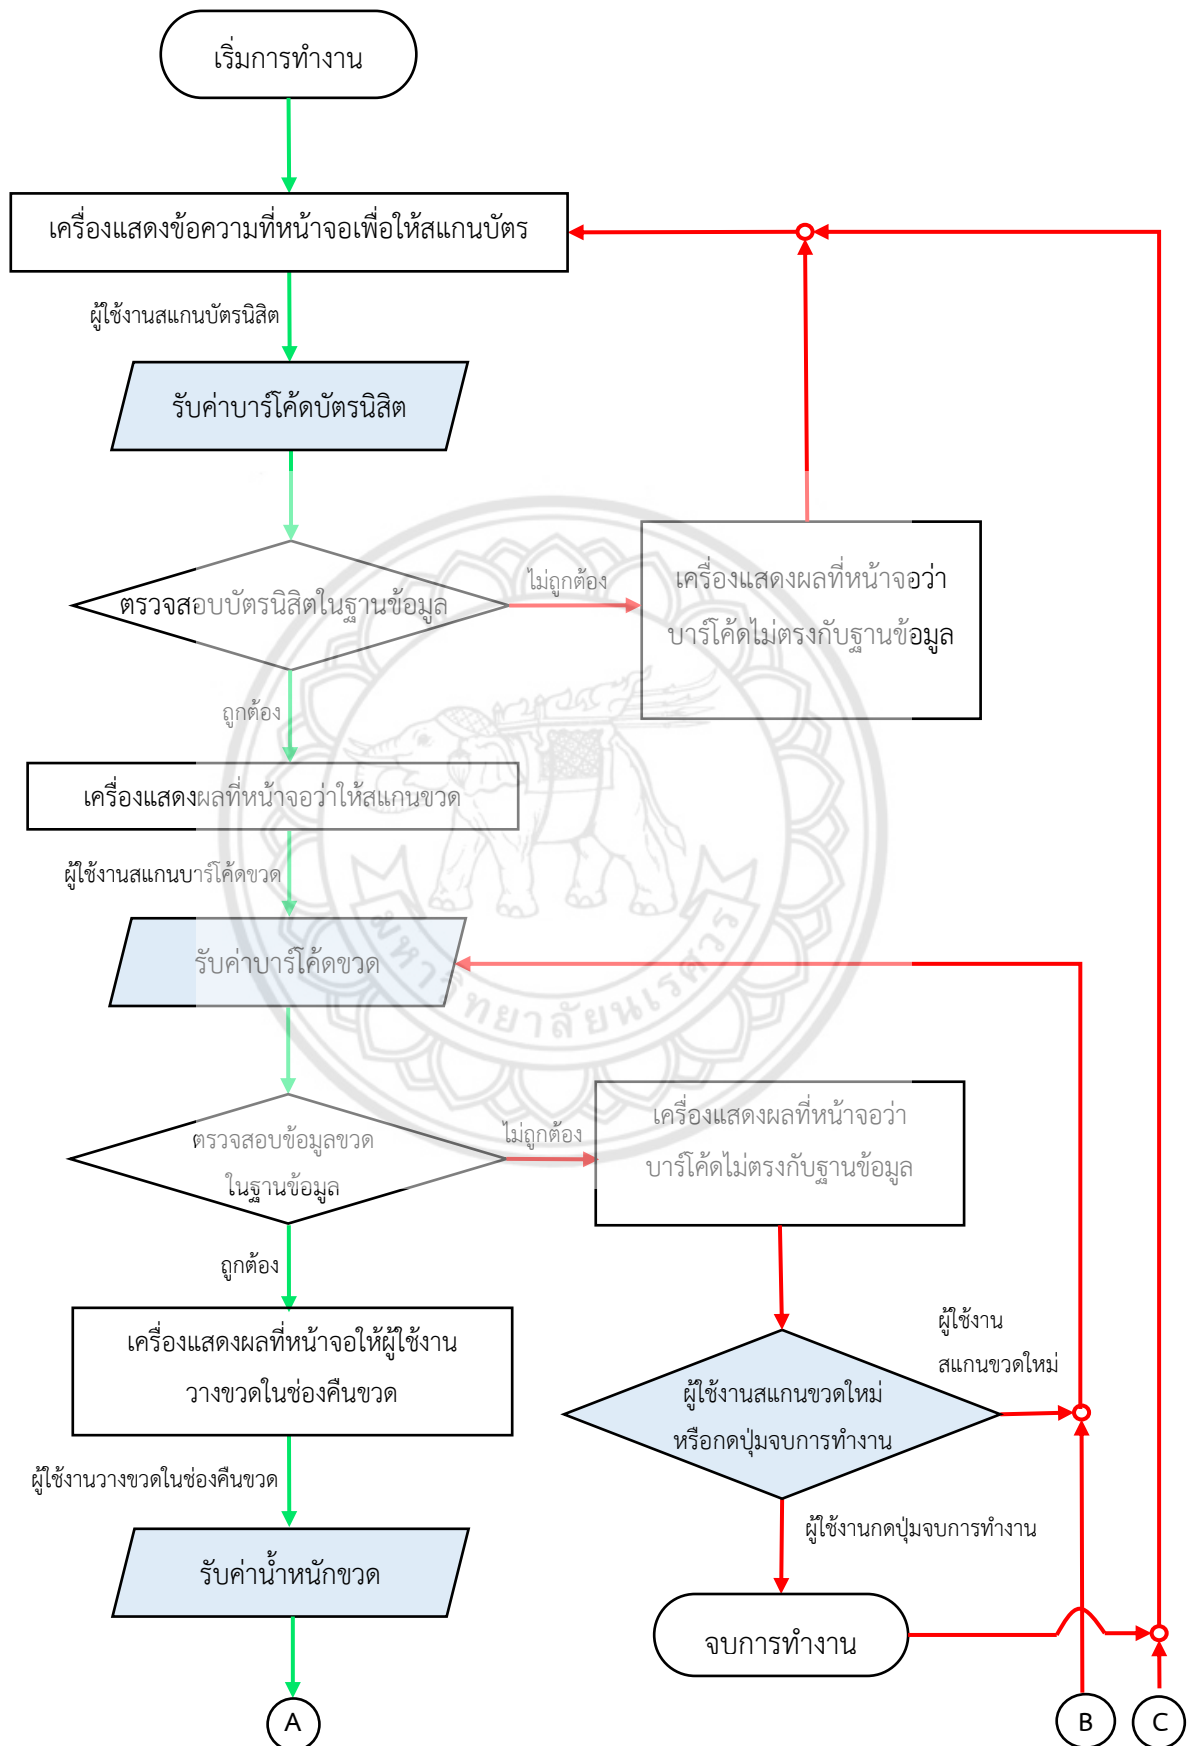 เริ่มการทำงาน
เครื่องแสดงข้อความที่หน้าจอเพื่อให้สแกนบัตร
ผู้ใช้งานสแกนบัตรนิสิต
รับค่าบาร์โค้ดบัตรนิสิต
ตรวจสอบบัตรนิสิตในฐานข้อมูล
ไม่ถูกต้อง
เครื่องแสดงผลที่หน้าจอว่า
บาร์โค้ดไม่ตรงกับฐานข้อมูล
ถูกต้อง
เครื่องแสดงผลที่หน้าจอว่าให้สแกนขวด
ผู้ใช้งานสแกนบาร์โค้ดขวด
รับค่าบาร์โค้ดขวด
มหาวิทยาลัยนเรศวร
ตรวจสอบข้อมูลขวด
ในฐานข้อมูล
ไม่ถูกต้อง
เครื่องแสดงผลที่หน้าจอว่า
บาร์โค้ดไม่ตรงกับฐานข้อมูล
ถูกต้อง
เครื่องแสดงผลที่หน้าจอให้ผู้ใช้งาน
วางขวดในช่องคืนขวด
ผู้ใช้งาน
สแกนขวดใหม่
ผู้ใช้งานสแกนขวดใหม่
หรือกดปุ่มจบการทำงาน
ผู้ใช้งานวางขวดในช่องคืนขวด
ผู้ใช้งานกดปุ่มจบการทำงาน
รับค่าน้ำหนักขวด
จบการทำงาน
A
B
C